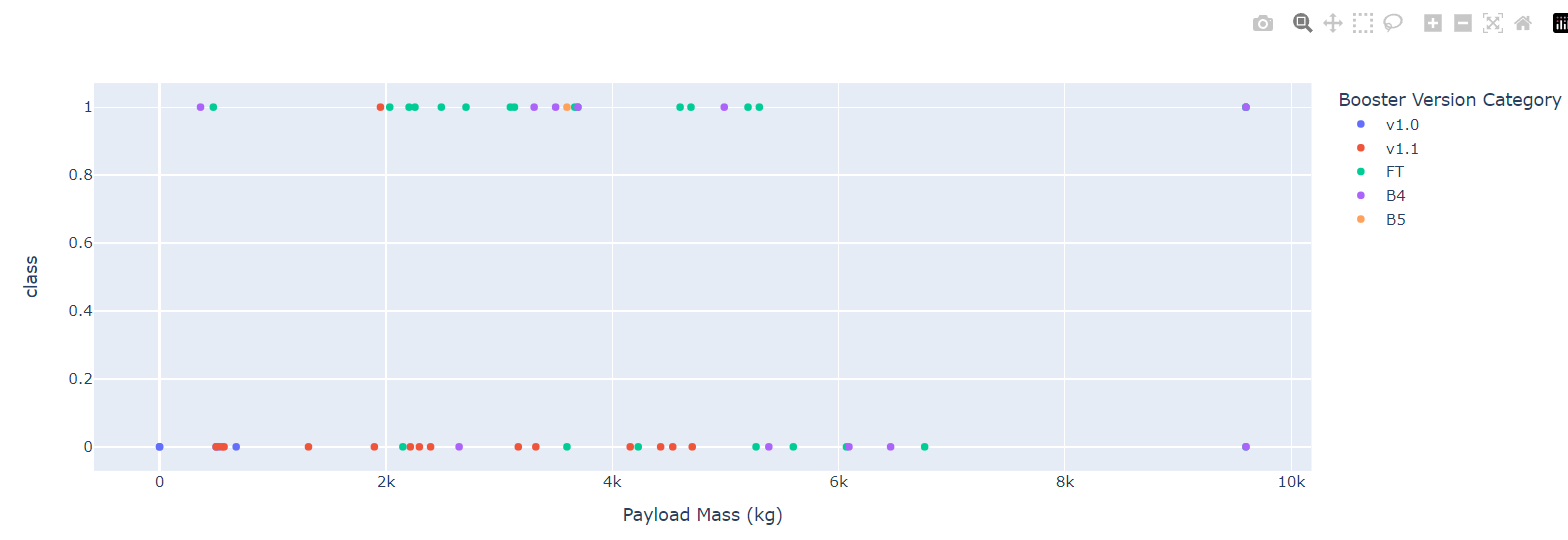 1
0.8
0.6
0.4
0.2
0
class
0 2k 4k 6k 8k 10k
Payload Mass (kg)
Booster Version Category
v1.0
v1.1
FT
B4
B5